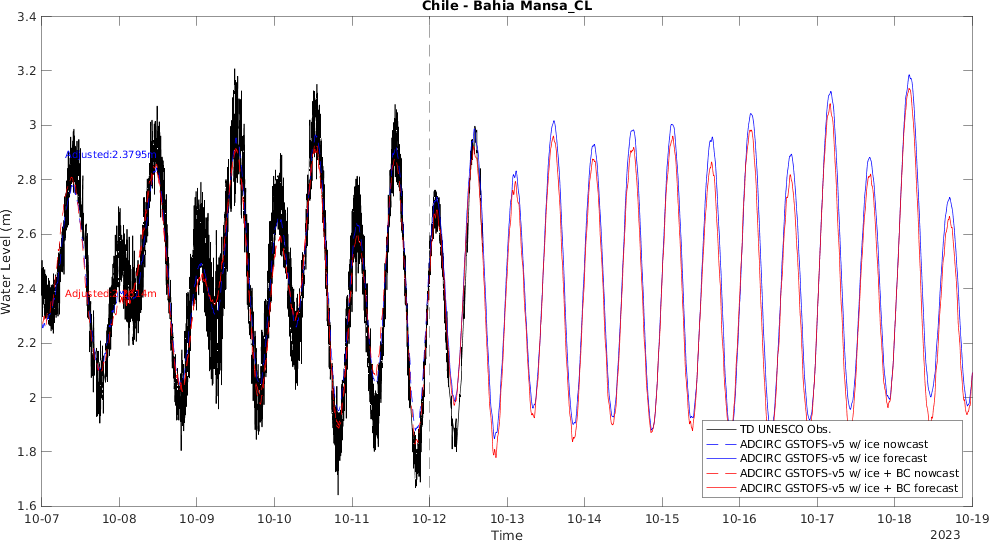 Chile - Bahia Mansa_CL
Water Level (m)
3.4
3.2
3
2.8
2.6
2.4
2.2
2
1.8
1.6
Adjusted:2.3795m
Adjusted:
10-07
10-08
10-09
10-10
10-11
10-12
10-13
10-14
10-15
10-16
10-17
10-18
10-19
Time
2023
TD UNESCO Obs.
ADCIRC GSTOFS-v5 w/ ice nowcast
ADCIRC GSTOFS-v5 w/ ice forecast
ADCIRC GSTOFS-v5 w/ ice + BC nowcast
ADCIRC GSTOFS-v5 w/ ice + BC forecast